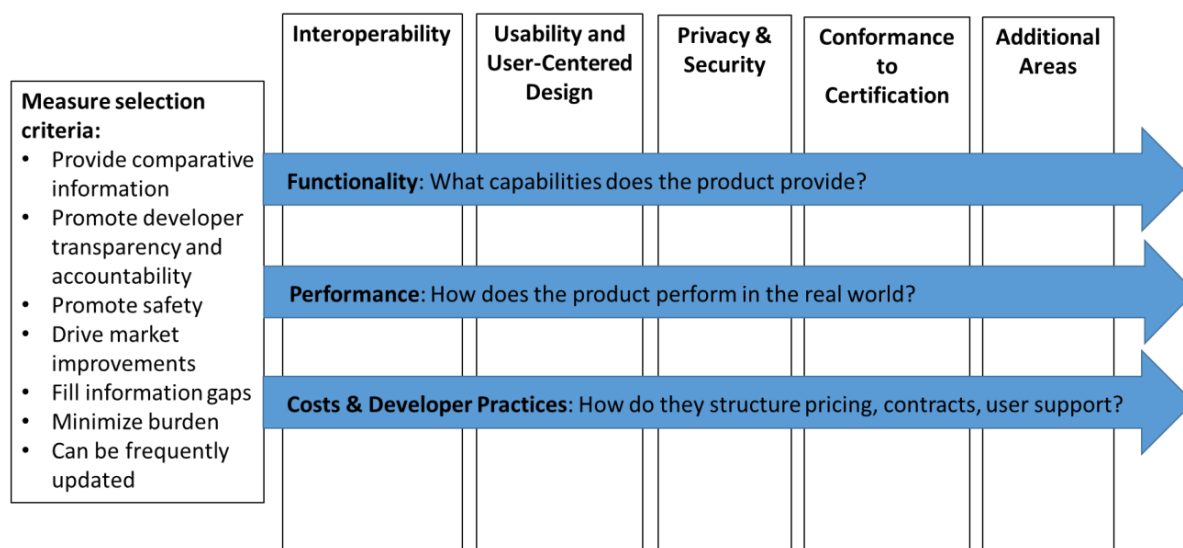 Interoperability
Usability and
User-Centered
Design
Privacy &
Security
Conformance
to
Certification
Additional
Areas
Measure selection
criteria:
• Provide comparative
information
• Promote developer
transparency and
accountability
• Promote safety
• Drive market
improvements
• Fill information gaps
• Minimize burden
• Can be frequently
updated
Functionality: What capabilities does the product provide?
Performance: How does the product perform in the real world?
Costs & Developer Practices: How do they structure pricing, contracts, user support?